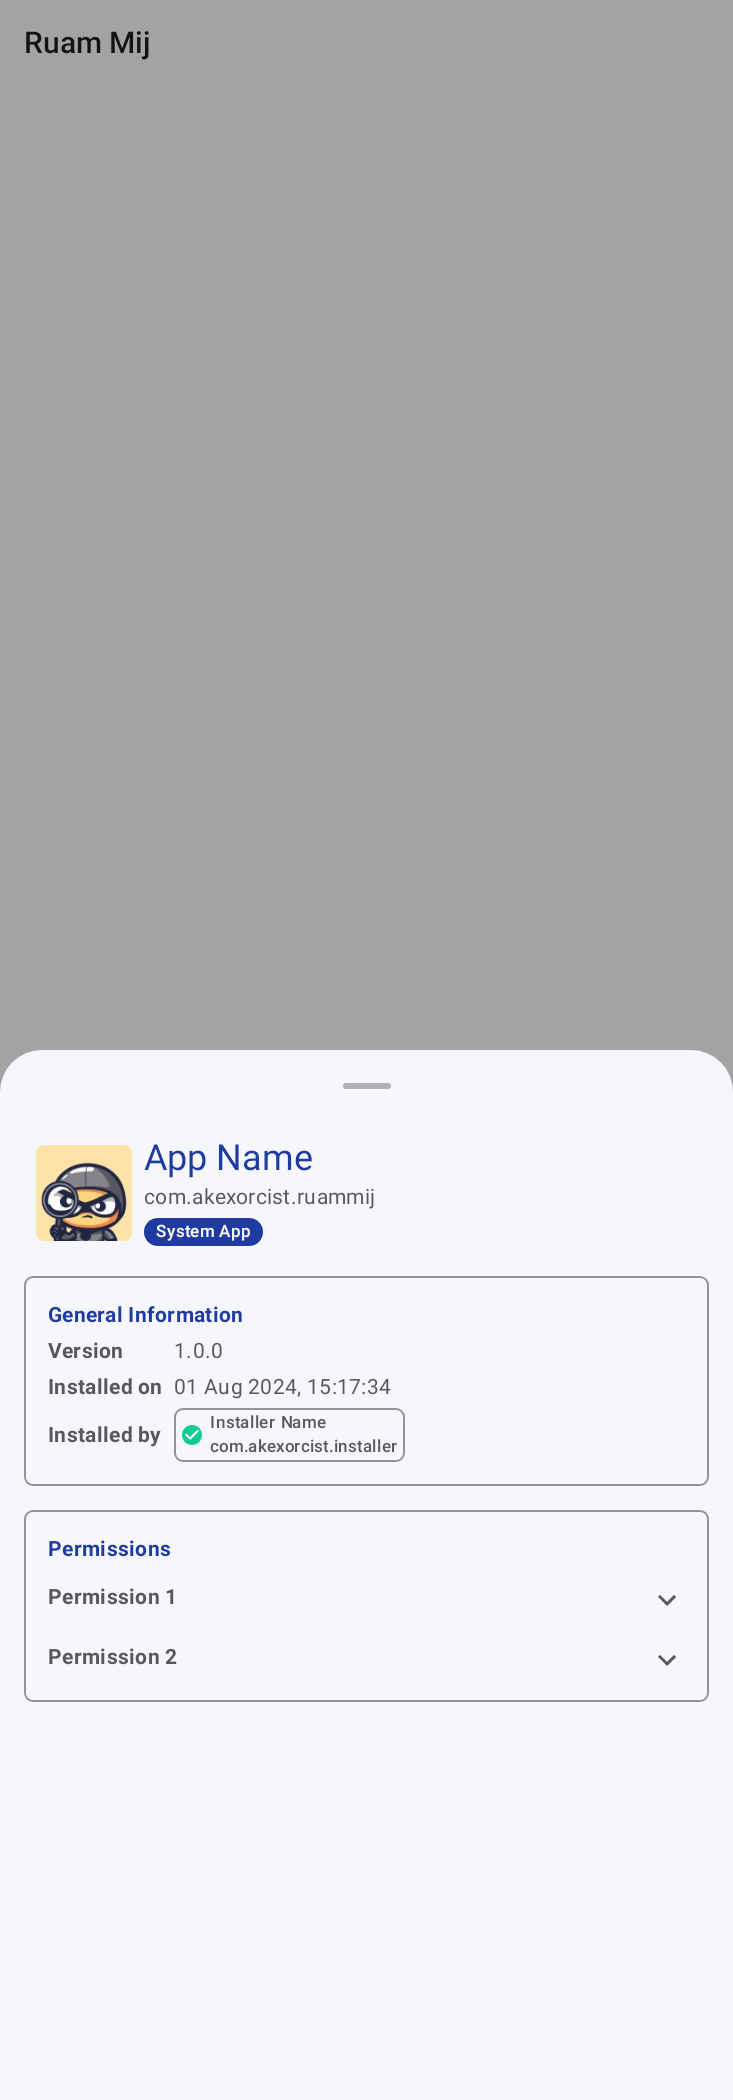 Ruam Mij
App Name
com.akexorcist.ruammij
System App
General Information
Version 1.0.0
Installed on 01 Aug 2024, 15:17:34
Installed by
Installer Name
com.akexorcist.installer
Permissions
Permission 1
Permission 2